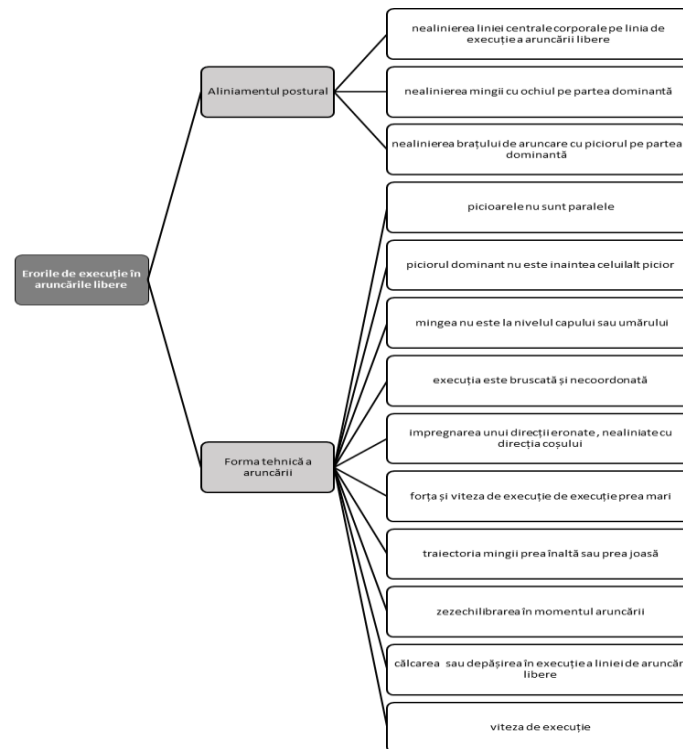 nealinierea liniei centrale corporale pe linia de
execuție a aruncării libere
Aliniamentul postural
nealinierea mingii cu ochiul pe partea dominantă
nealinierea brațului de aruncare cu piciorul pe partea
dominantă
picioarele nu sunt paralele
Erorile de execuție în
aruncările libere
piciorul dominant nu este inaintea celuilalt picior
mingea nu este la nivelul capului sau umărului
execuția este bruscată și necoordonată
impregnarea unui direcții eronate, nealiniate cu
direcția coșului
Forma tehnică a
aruncării
forța și viteza de execuție de execuție prea mari
traiectoria mingii prea înaltă sau prea joasă
zezechilibrarea în momentul aruncării
călcarea sau depășirea în execuție a liniei de aruncăr
libere
viteza de execuție